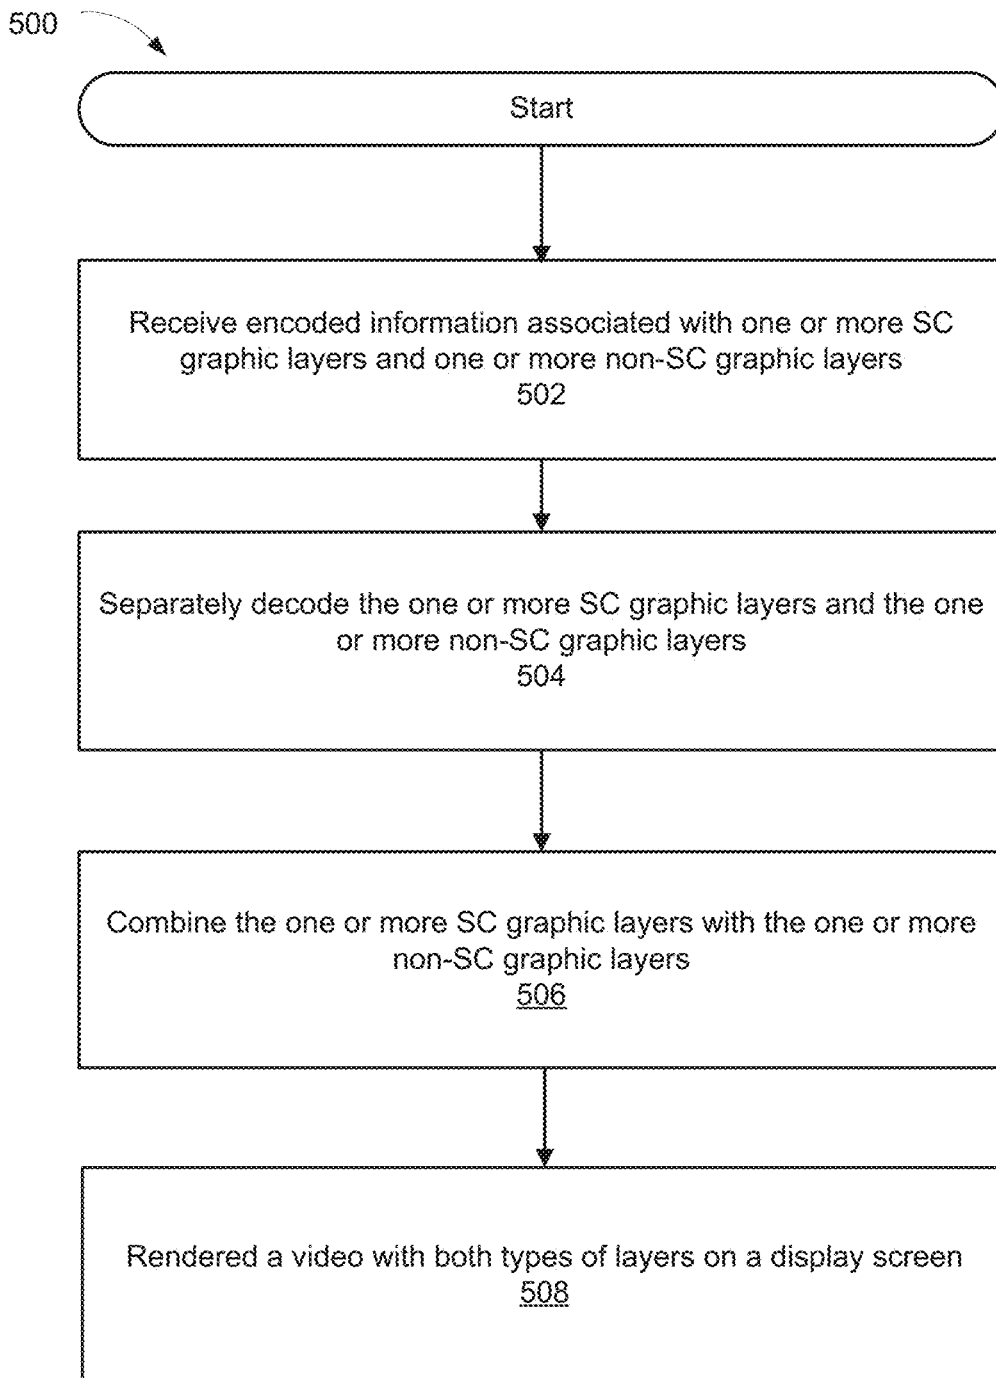 500
Start
Receive encoded information associated with one or more SC
graphic layers and one or more non-SC graphic layers
502
Separately decode the one or more SC graphic layers and the one
or more non-SC graphic layers
504
Combine the one or more SC graphic layers with the one or more
non-SC graphic layers
506
Rendered a video with both types of layers on a display screen
508